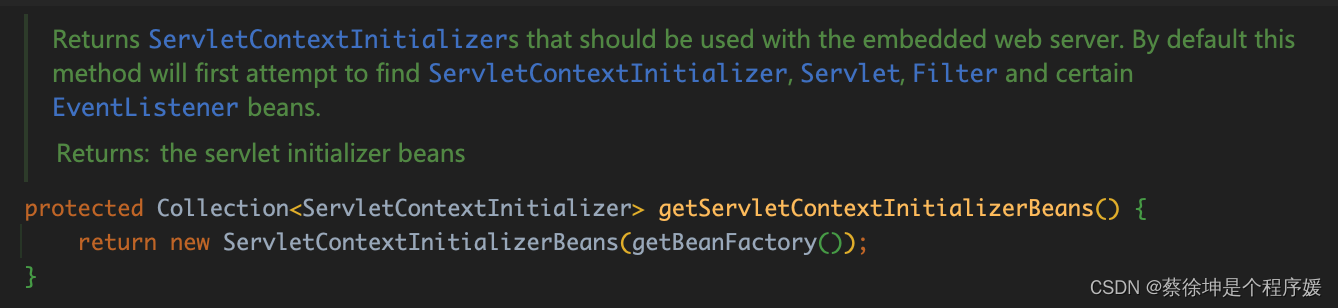 Returns ServletContextInitializers that should be used with the embedded web server. By default this
method will first attempt to find ServletContextInitializer, Servlet, Filter and certain
EventListener beans.
Returns: the servlet initializer beans
protected Collection<ServletContextInitializer> getServletContextInitializerBeans() {
    return new ServletContextInitializerBeans(getBeanFactory());
}
CSDN @蔡徐坤是个程序媛